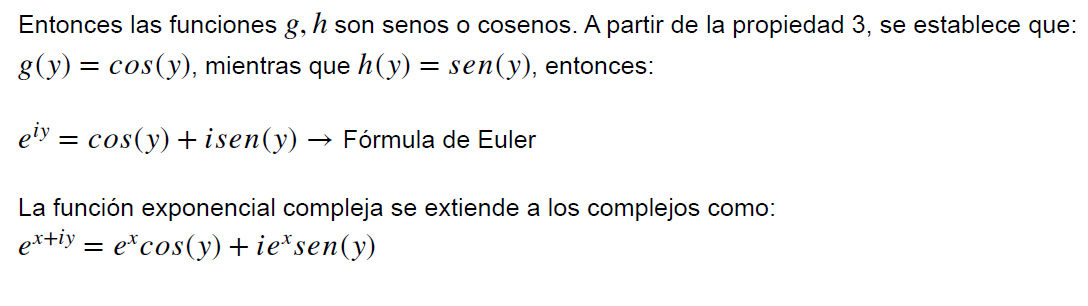 Entonces las funciones g, h son senos o cosenos. A partir de la propiedad 3, se establece que:
g(y) = cos(y), mientras que h(y) = sen(y), entonces:
e^{iy} = cos(y) + isen(y) → Fórmula de Euler
La función exponencial compleja se extiende a los complejos como:
e^{x+iy} = e^x cos(y) + ie^x sen(y)